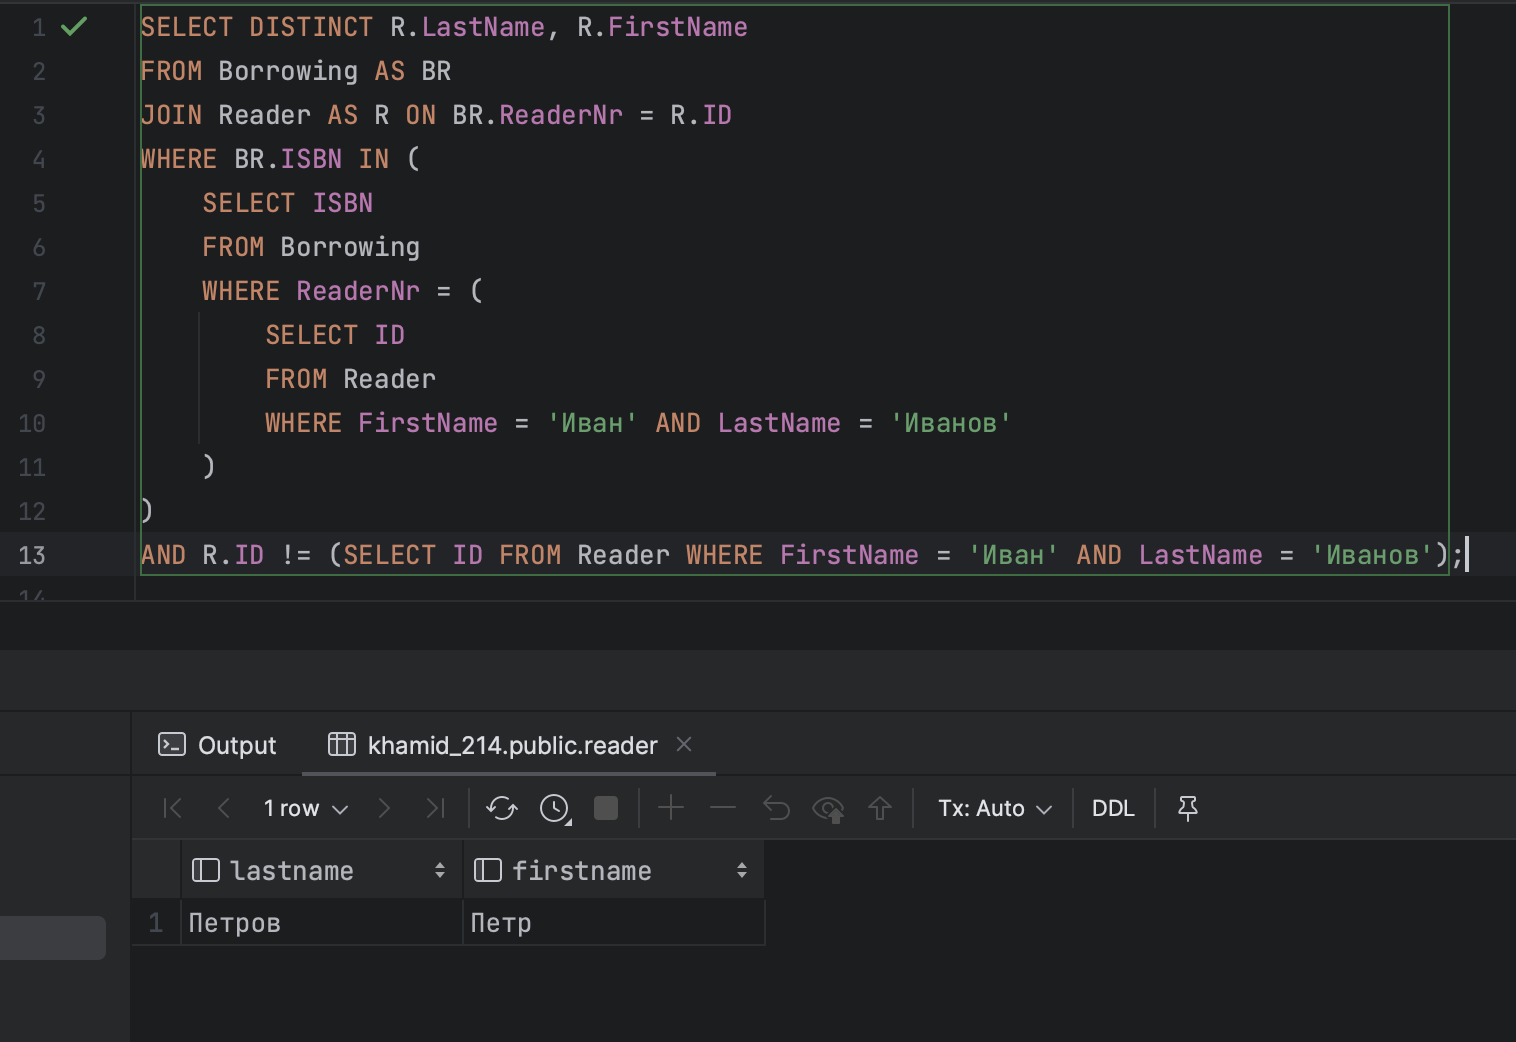 1 SELECT DISTINCT R.LastName, R.FirstName
2 FROM Borrowing AS BR
3 JOIN Reader AS R ON BR.ReaderNr = R.ID
4 WHERE BR.ISBN IN (
5 SELECT ISBN
6 FROM Borrowing
7 WHERE ReaderNr = (
8 SELECT ID
9 FROM Reader
10 WHERE FirstName = 'Иван' AND LastName = 'Иванов'
11 )
12 )
13 AND R.ID != (SELECT ID FROM Reader WHERE FirstName = 'Иван' AND LastName = 'Иванов');
14
Output khamid_214.public.reader
1 row Tx: Auto DDL
lastname firstname
1 Петров Петр